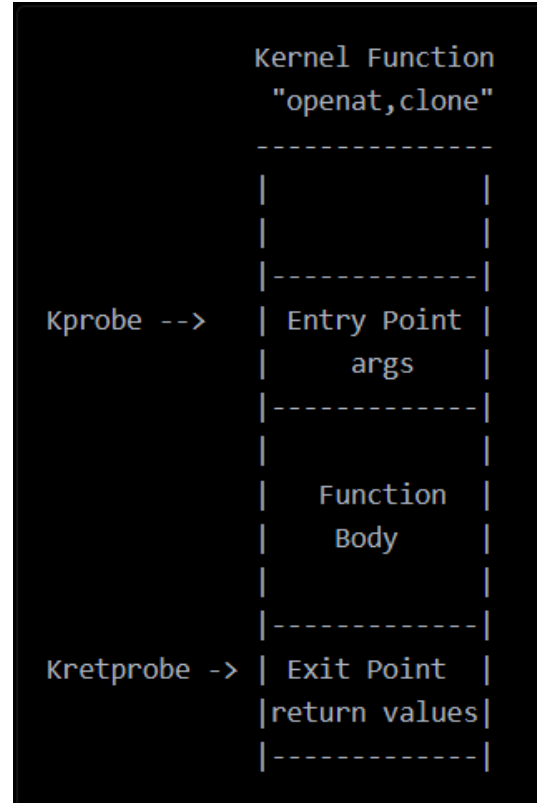 Kernel Function
"openat,clone"
---------------
|             |
|             |
|-------------|
Kprobe -->   | Entry Point |
|     args    |
|-------------|
|             |
|   Function  |
|    Body     |
|             |
|-------------|
Kretprobe -> | Exit Point  |
|return values|
|-------------|